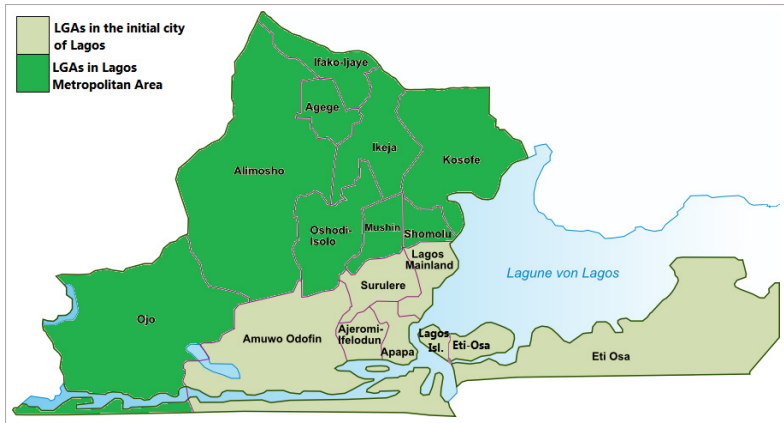 LGAs in the initial city
of Lagos
LGAs in Lagos
Metropolitan Area
Ifako-Ijaye
Agege
Ikeja
Kosofe
Alimosho
Oshodi-
Isolo
Mushin
Shomolu
Lagos
Mainland
Lagune von Lagos
Surulere
Ojo
Amuwo Odofin
Ajeromi-
Ifelodun
Apapa
Lagos
Isl.
Eti-Osa
Eti Osa